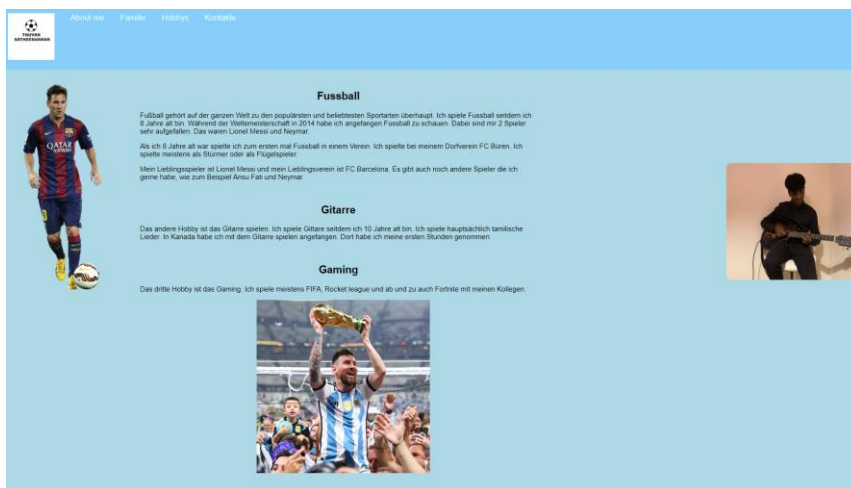 About me Familie Hobbys Kontakte
THUVAN
Fussball
Fußball gehört auf der ganzen Welt zu den populärsten und beliebtesten Sportarten überhaupt. Ich spiele Fussball seitdem ich
8 Jahre alt bin. Während der Weltemeisterschaft in 2014 habe ich angefangen Fussball zu schauen. Dabei sind mir 2 Spieler
sehr aufgefallen. Das waren Lionel Messi und Neymar.
Als ich 8 Jahre alt war spielte ich zum ersten mal Fussball in einem Verein. Ich spielte bei meinem Dorfverein FC Büren. Ich
spielte meistens als Stürmer oder als Flügelspieler.
Mein Lieblingsspieler ist Lionel Messi und mein Lieblingsverein ist FC Barcelona. Es gibt auch noch andere Spieler die ich
gerne habe, wie zum Beispiel Ansu Fati und Neymar
QATAR
Gitarre
Das andere Hobby ist das Gitarre spielen. Ich spiele Gittare seitdem ich 10 Jahre alt bin. Ich spiele hauptsächlich tamilische
Lieder. In Kanada habe ich mit dem Gitarre spielen angefangen. Dort habe ich meine ersten Stunden genommen.
Gaming
Das dritte Hobby ist das Gaming. Ich spiele meistens FIFA, Rocket league und ab und zu auch Fortnite mit meinen Kollegen.